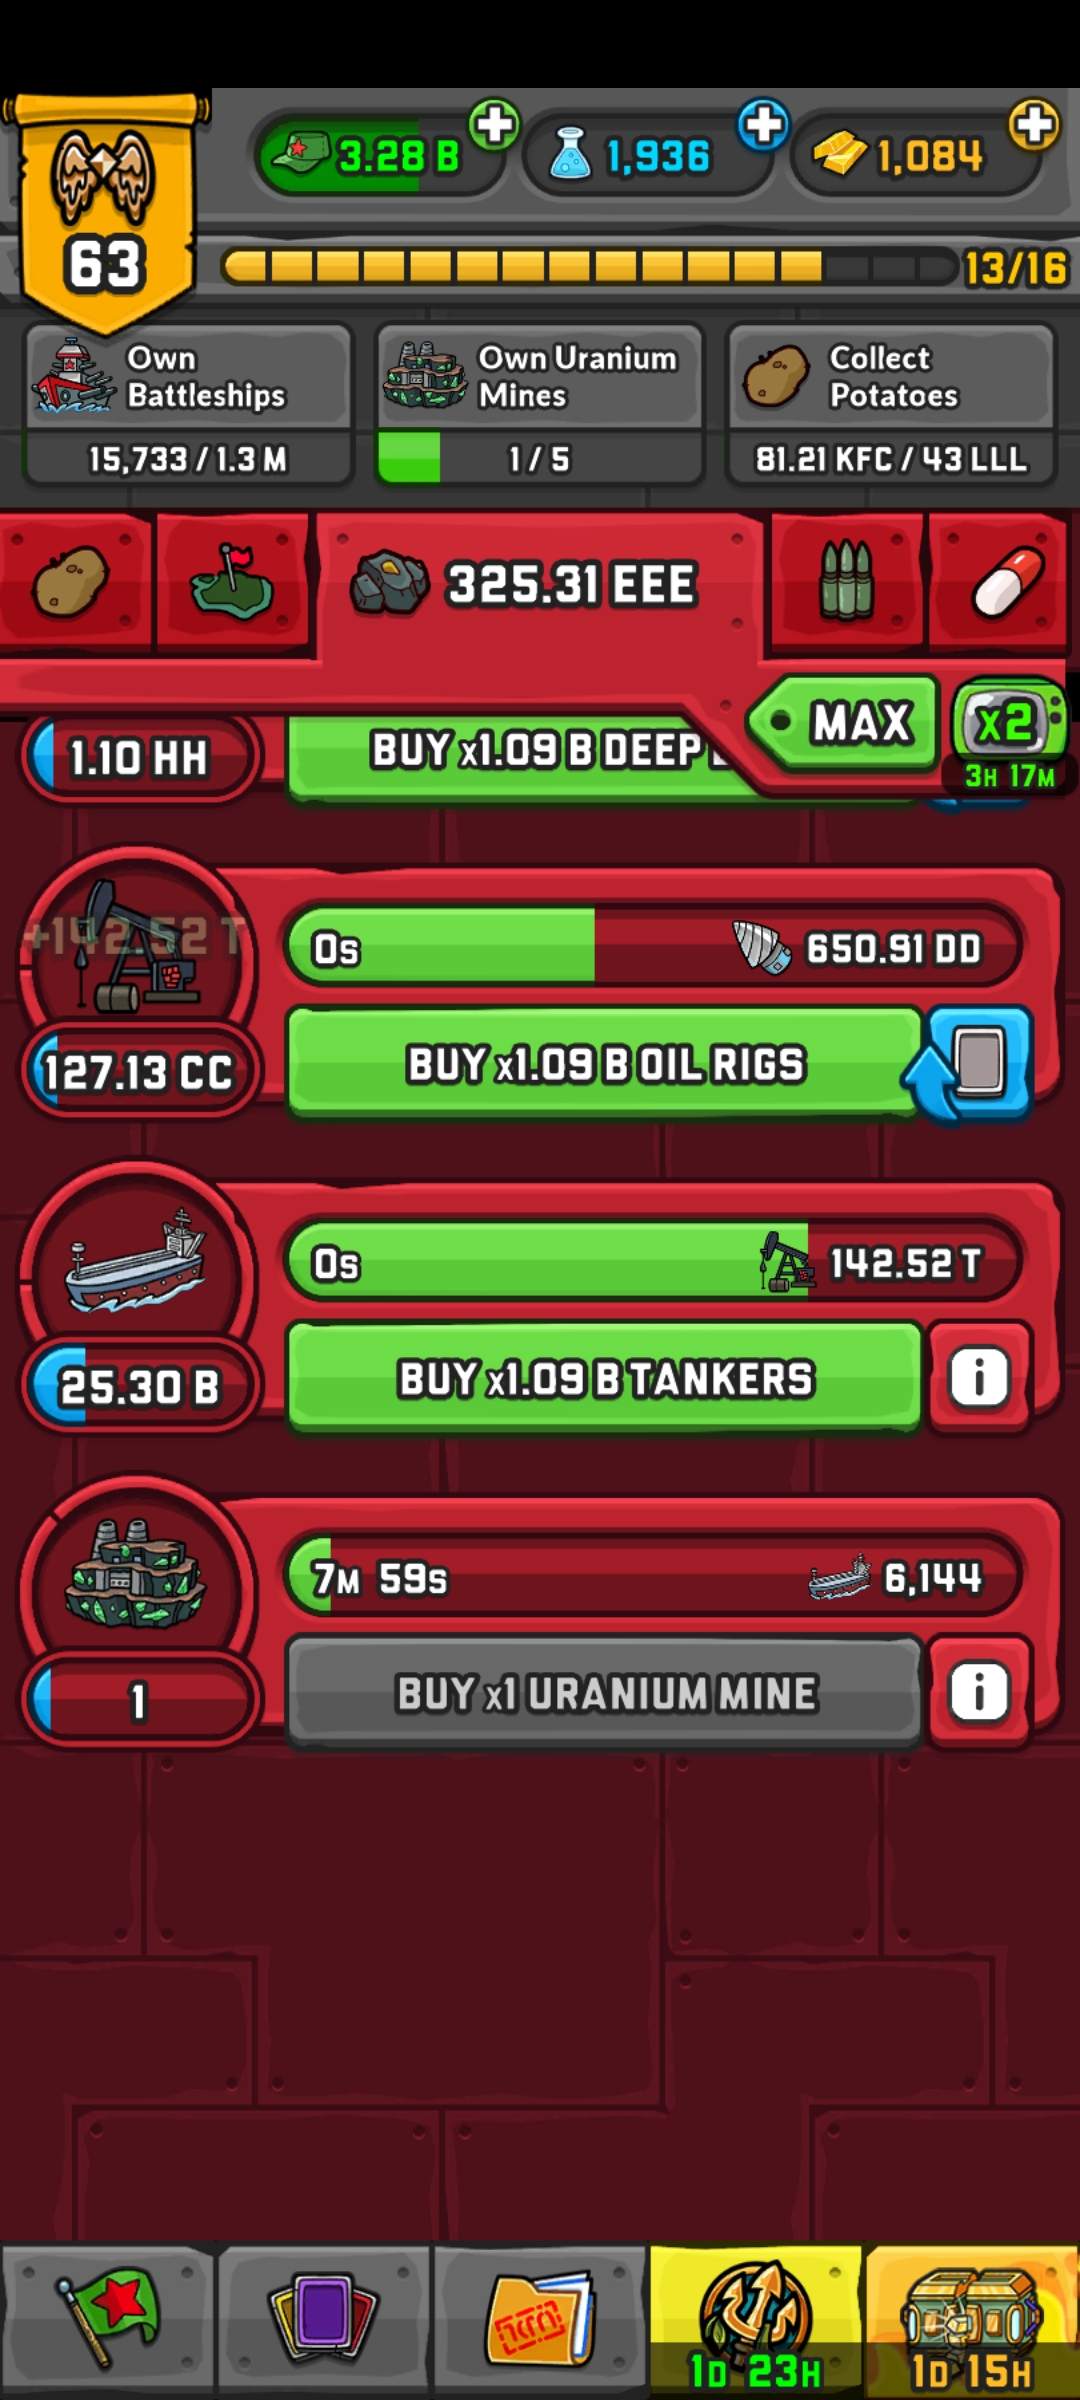 63
3.28 B
1,936
1,084
13/16
Own Battleships
15,733 / 1.3 M
Own Uranium Mines
1 / 5
Collect Potatoes
81.21 KFC / 43 LLL
325.31 EEE
MAX
x2
3H 17M
1.10 HH
BUY x1.09 B DEEP
+142.52 T
0s
650.91 DD
127.13 CC
BUY x1.09 B OIL RIGS
0s
142.52 T
25.30 B
BUY x1.09 B TANKERS
i
7M 59s
6,144
1
BUY x1 URANIUM MINE
i
1D 23H
1D 15H